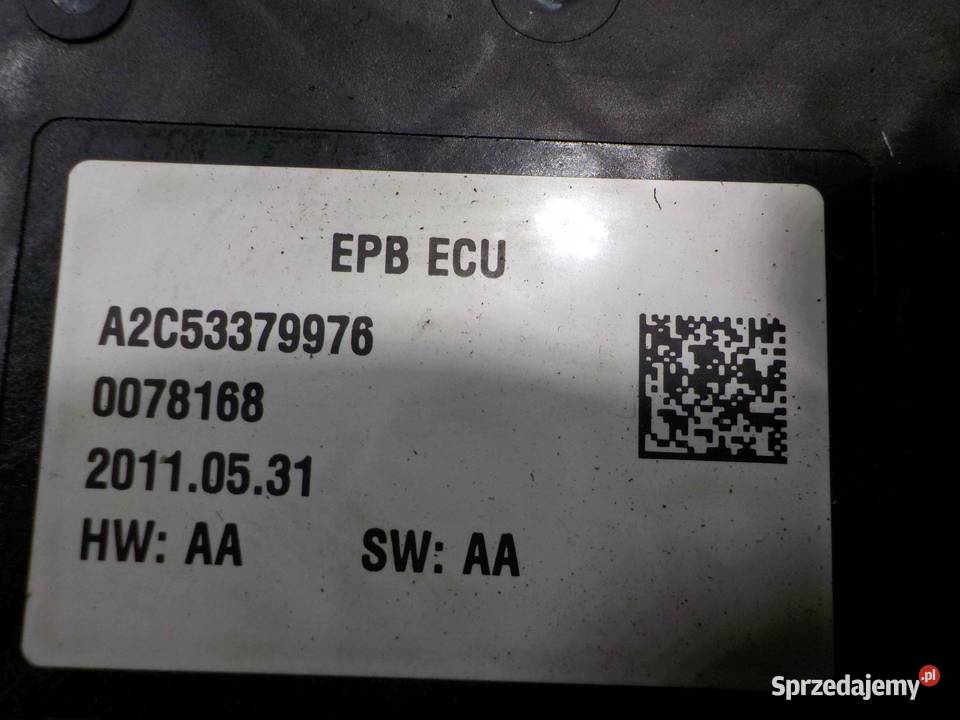 EPB ECU
A2C53379976
0078168
2011.05.31
HW: AA SW: AA
Sprzedajemy.pl